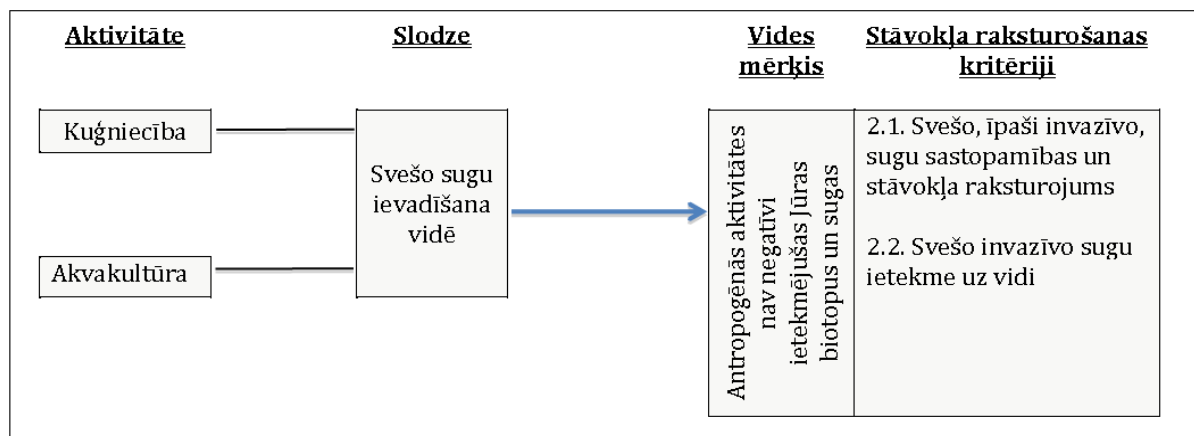 Aktivitāte
Slodze
Vides
mērķis
Stāvokļa raksturošanas
kritēriji
Kuģniecība
Akvakultūra
Svešo sugu
ievadīšana
vidē
Antropogēnās aktivitātes
nav negatīvi
ietekmējušas Jūras
biotopus un sugas
2.1. Svešo, īpaši invazīvo,
sugu sastopamības un
stāvokļa raksturojums
2.2. Svešo invazīvo sugu
ietekme uz vidi